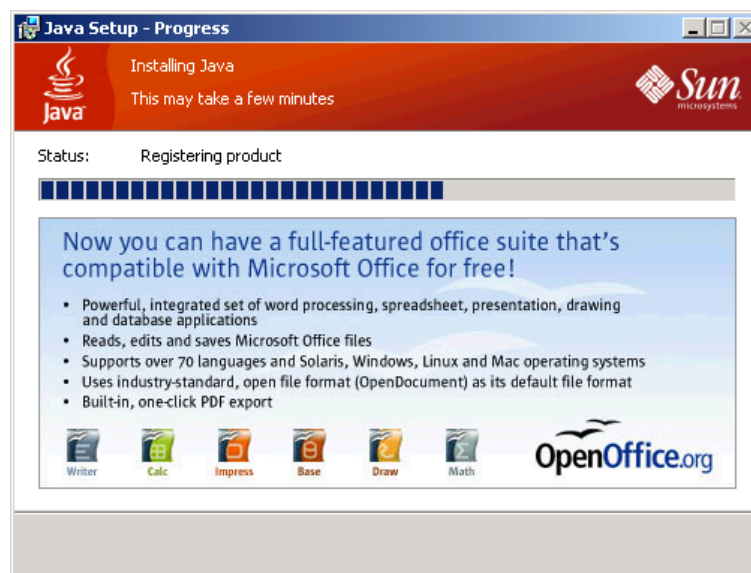 Java Setup - Progress
Installing Java
This may take a few minutes
Java
Sun
microsystems
Status: Registering product
Now you can have a full-featured office suite that's
compatible with Microsoft Office for free!
• Powerful, integrated set of word processing, spreadsheet, presentation, drawing
and database applications
• Reads, edits and saves Microsoft Office files
• Supports over 70 languages and Solaris, Windows, Linux and Mac operating systems
• Uses industry-standard, open file format (OpenDocument) as its default file format
• Built-in, one-click PDF export
Writer Calc Impress Base Draw Math
OpenOffice.org